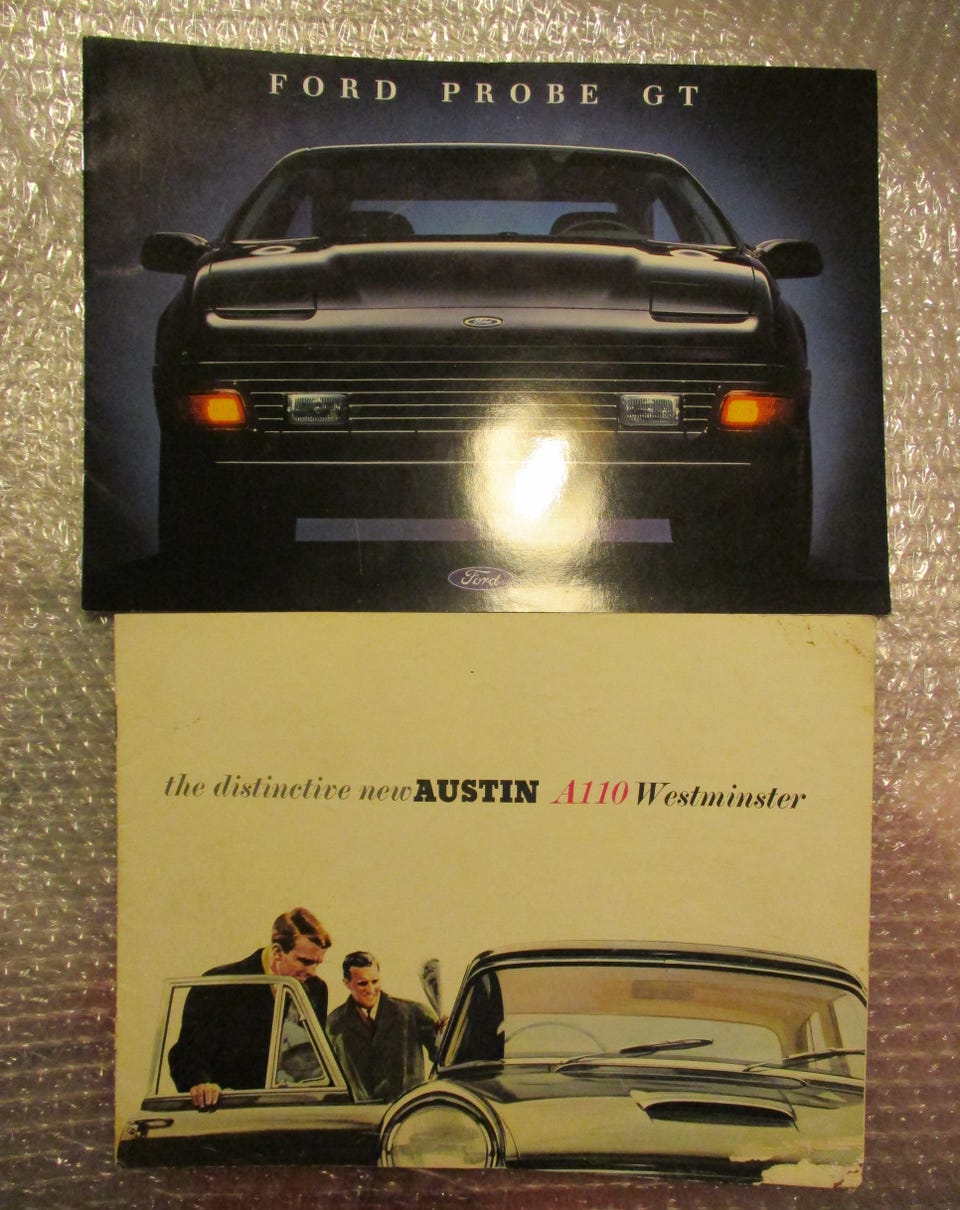 FORD PROBE GT
Ford
Ford
the distinctive new AUSTIN A110 Westminster